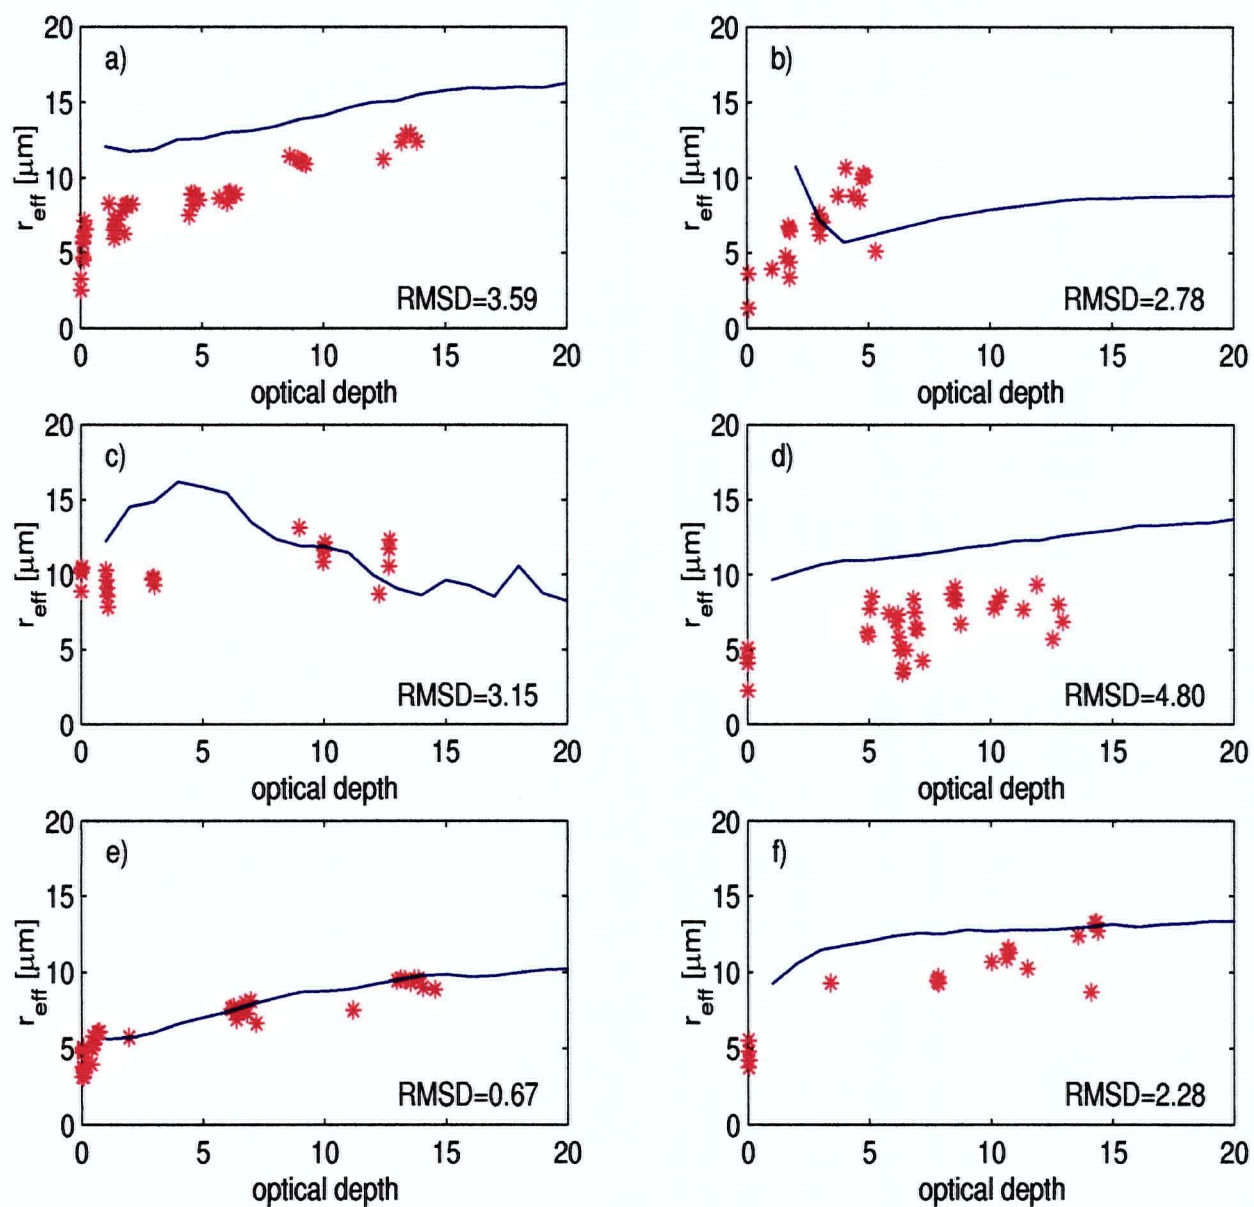 20
a)
15
10
5
0
r_eff [μm]
RMSD=3.59
0 5 10 15 20
optical depth
20
b)
15
10
5
0
r_eff [μm]
RMSD=2.78
0 5 10 15 20
optical depth
20
c)
15
10
5
0
r_eff [μm]
RMSD=3.15
0 5 10 15 20
optical depth
20
d)
15
10
5
0
r_eff [μm]
RMSD=4.80
0 5 10 15 20
optical depth
20
e)
15
10
5
0
r_eff [μm]
RMSD=0.67
0 5 10 15 20
optical depth
20
f)
15
10
5
0
r_eff [μm]
RMSD=2.28
0 5 10 15 20
optical depth